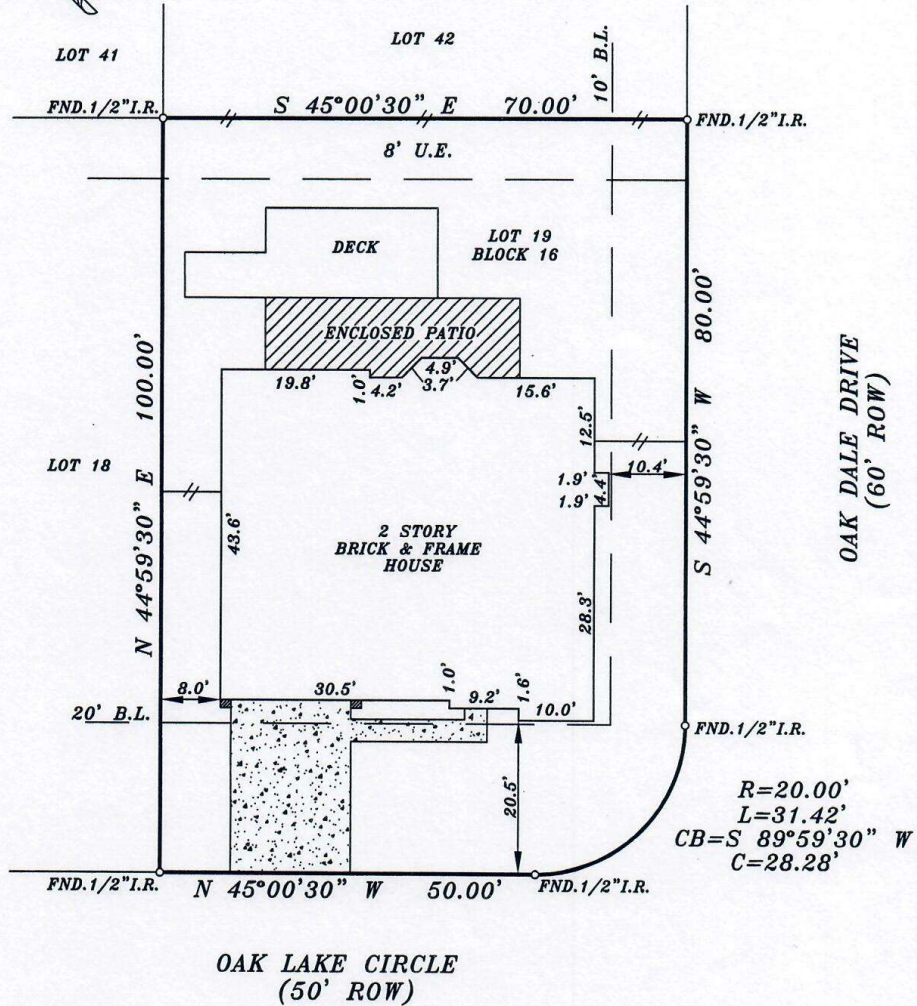 LOT 41
LOT 42
10' B.L.
FND.1/2"I.R.
S 45°00'30" E 70.00'
FND.1/2"I.R.
8' U.E.
DECK
LOT 19
BLOCK 16
ENCLOSED PATIO
19.8'
1.0'
4.2'
4.9'
3.7'
15.6'
12.5'
N 44°59'30" E 100.00'
S 44°59'30" W 80.00'
OAK DALE DRIVE
(60' ROW)
LOT 18
10.4'
1.9'
1.9'
4.4'
43.6'
2 STORY
BRICK & FRAME
HOUSE
28.3'
8.0'
30.5'
1.0'
9.2'
1.6'
10.0'
20' B.L.
20.5'
FND.1/2"I.R.
R=20.00'
L=31.42'
CB=S 89°59'30" W
C=28.28'
FND.1/2"I.R.
N 45°00'30" W 50.00'
FND.1/2"I.R.
OAK LAKE CIRCLE
(50' ROW)